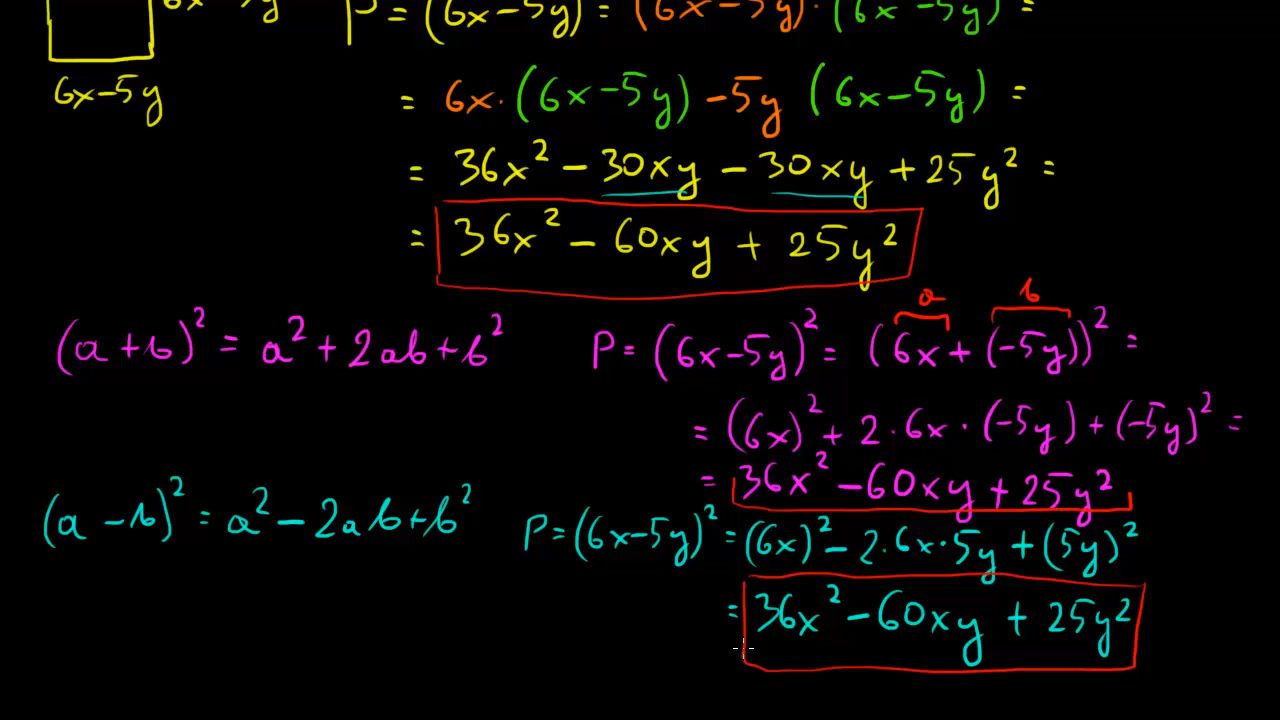 P = (6x-5y) = (6x-5y)·(6x-5y) =
6x-5y
= 6x·(6x-5y) -5y (6x-5y) =
= 36x² - 30xy - 30xy + 25y² =
= 36x² - 60xy + 25y²
a b
(a+b)² = a² + 2ab + b²
P = (6x-5y)² = (6x + (-5y))² =
= (6x)² + 2·6x·(-5y) + (-5y)² =
= 36x² - 60xy + 25y²
(a-b)² = a² - 2ab + b²
P = (6x-5y)² = (6x)² - 2·6x·5y + (5y)²
= 36x² - 60xy + 25y²